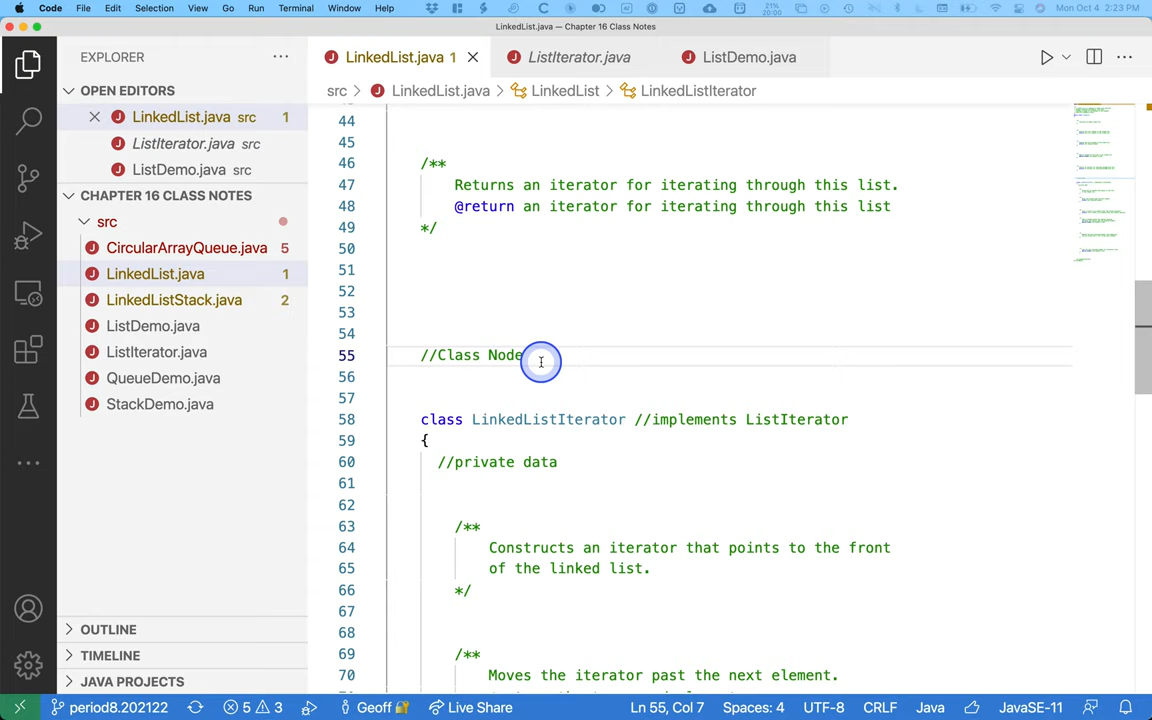 Code File Edit Selection View Go Run Terminal Window Help 21% 20:00 Mon Oct 4 2:23 PM
LinkedList.java — Chapter 16 Class Notes
EXPLORER
LinkedList.java 1
ListIterator.java
ListDemo.java
src > LinkedList.java > LinkedList > LinkedListIterator
OPEN EDITORS
LinkedList.java src 1
ListIterator.java src
ListDemo.java src
CHAPTER 16 CLASS NOTES
src
CircularArrayQueue.java 5
LinkedList.java 1
LinkedListStack.java 2
ListDemo.java
ListIterator.java
QueueDemo.java
StackDemo.java
OUTLINE
TIMELINE
JAVA PROJECTS
44
45
46 /**
47 Returns an iterator for iterating through this list.
48 @return an iterator for iterating through this list
49 */
50
51
52
53
54
55 //Class Node
56
57
58 class LinkedListIterator //implements ListIterator
59 {
60 //private data
61
62
63 /**
64 Constructs an iterator that points to the front
65 of the linked list.
66 */
67
68
69 /**
70 Moves the iterator past the next element.
period8.202122 5 3 Geoff Live Share Ln 55, Col 7 Spaces: 4 UTF-8 CRLF Java JavaSE-11